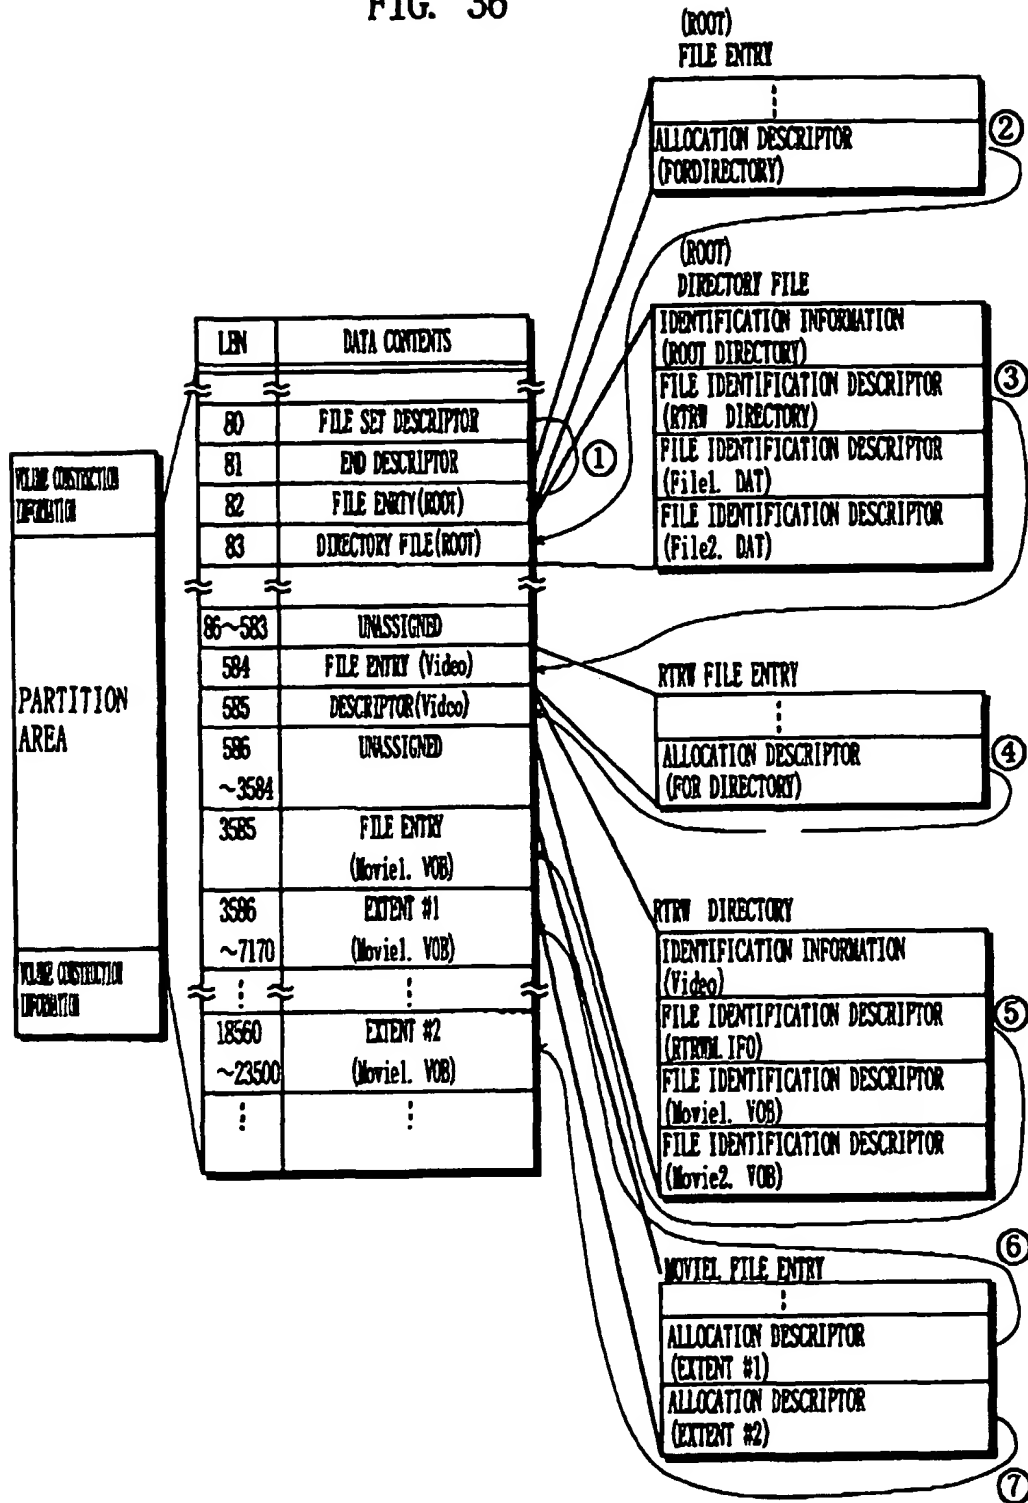 FIG. 36
(ROOT)
FILE ENTRY
ALLOCATION DESCRIPTOR
(FORDIRECTORY)
②
(ROOT)
DIRECTORY FILE
IDENTIFICATION INFORMATION
(ROOT DIRECTORY)
FILE IDENTIFICATION DESCRIPTOR
(RTRW DIRECTORY)
③
FILE IDENTIFICATION DESCRIPTOR
(File1. DAT)
FILE IDENTIFICATION DESCRIPTOR
(File2. DAT)
VOLUME CONSTRUCTION
INFORMATION
PARTITION
AREA
VOLUME CONSTRUCTION
INFORMATION
LBN DATA CONTENTS
80 FILE SET DESCRIPTOR
81 END DESCRIPTOR
①
82 FILE ENRTY(ROOT)
83 DIRECTORY FILE(ROOT)
86~583 UNASSIGNED
584 FILE ENTRY (Video)
585 DESCRIPTOR(Video)
586 UNASSIGNED
~3584
3585 FILE ENTRY
(Movie1. VOB)
3586 EXTENT #1
~7170 (Movie1. VOB)
18560 EXTENT #2
~23500 (Movie1. VOB)
RTRW FILE ENTRY
ALLOCATION DESCRIPTOR
(FOR DIRECTORY)
④
RTRW DIRECTORY
IDENTIFICATION INFORMATION
(Video)
FILE IDENTIFICATION DESCRIPTOR
(RTRWM. IFO)
⑤
FILE IDENTIFICATION DESCRIPTOR
(Movie1. VOB)
FILE IDENTIFICATION DESCRIPTOR
(Movie2. VOB)
⑥
MOVIE1 FILE ENTRY
ALLOCATION DESCRIPTOR
(EXTENT #1)
ALLOCATION DESCRIPTOR
(EXTENT #2)
⑦